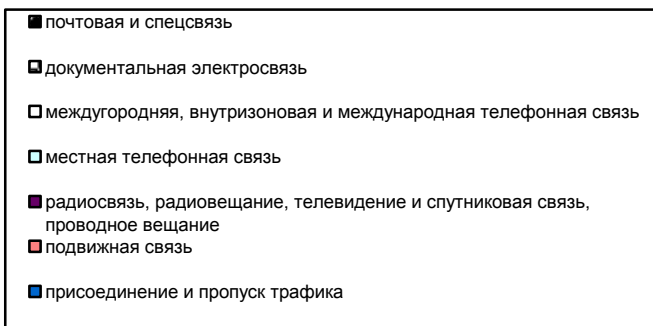 почтовая и спецсвязь
документальная электросвязь
междугородняя, внутризоновая и международная телефонная связь
местная телефонная связь
радиосвязь, радиовещание, телевидение и спутниковая связь,
проводное вещание
подвижная связь
присоединение и пропуск трафика